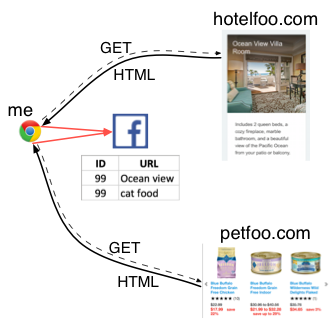 hotelfoo.com
GET
HTML
Ocean View Villa
Room
Includes 2 queen beds, a
cozy fireplace, marble
bathroom, and a beautiful
view of the Pacific Ocean
from your patio or balcony.
me
f
ID URL
99 Ocean view
99 cat food
petfoo.com
GET
HTML
Blue Buffalo
Freedom Grain
Free Chicken
Blue Buffalo
Freedom Grain
Free Indoor
Blue Buffalo
Wilderness Wild
Delights Flaked